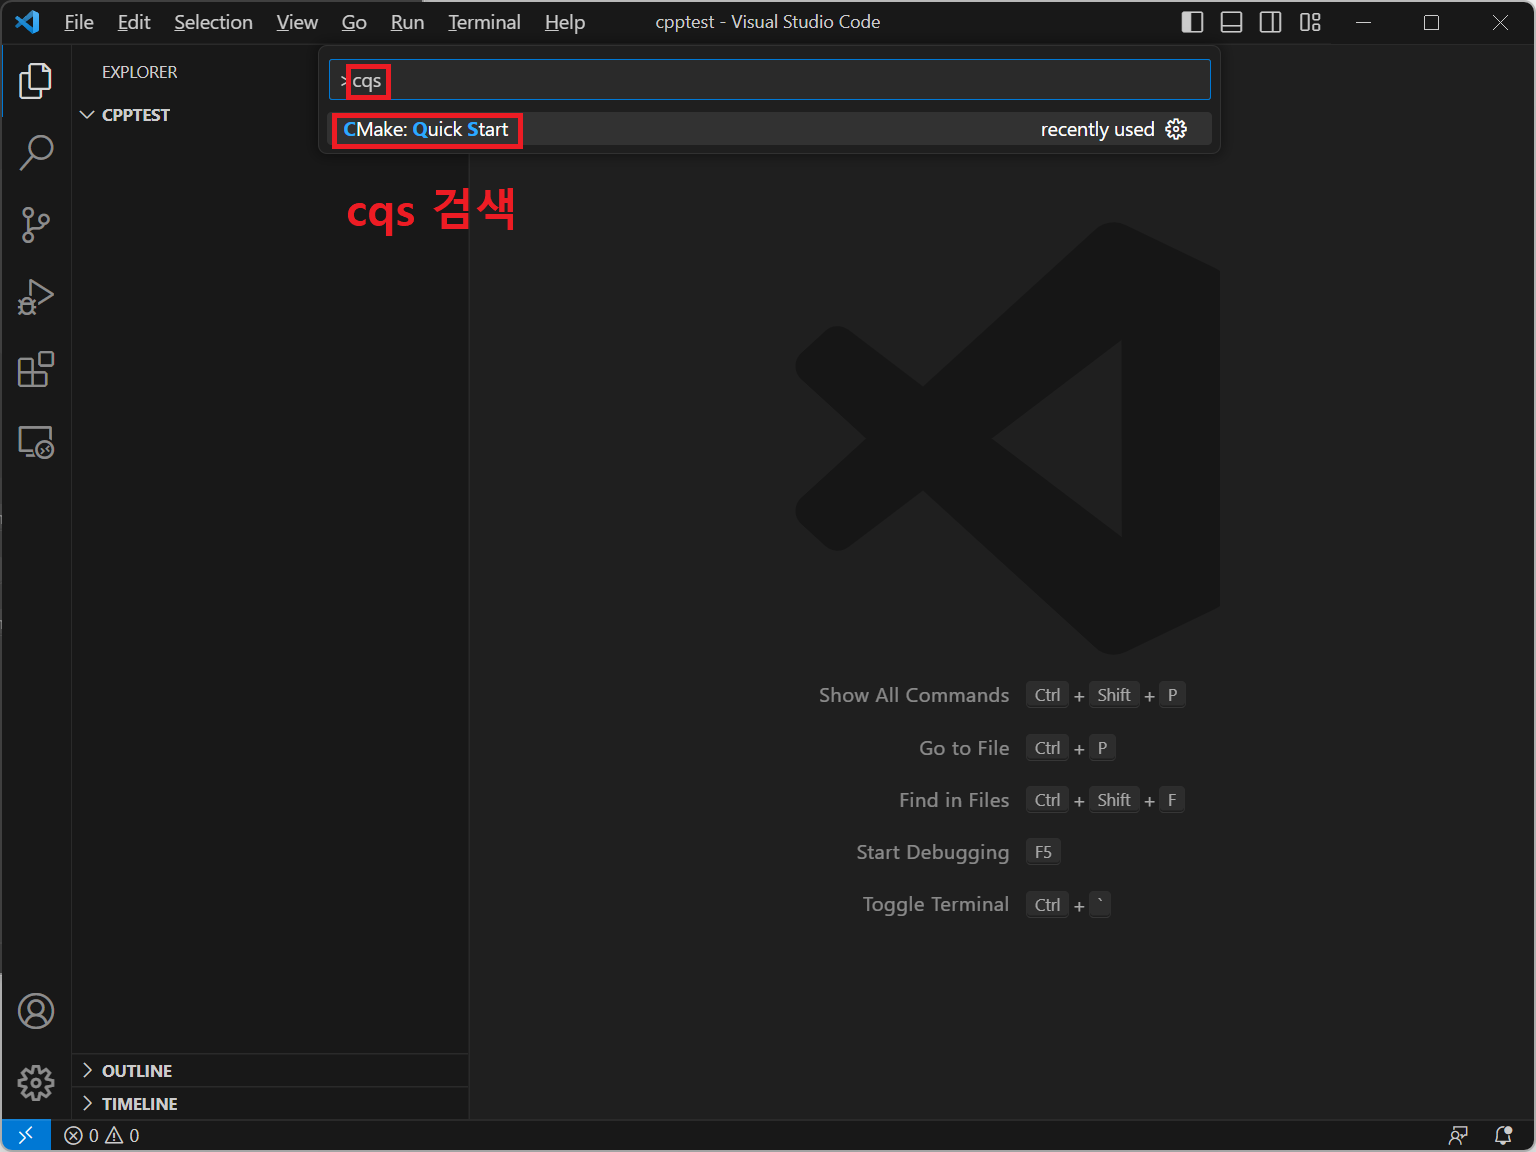 File Edit Selection View Go Run Terminal Help cpptest - Visual Studio Code
EXPLORER
>cqs
CPPTEST
CMake: Quick Start recently used
cqs 검색
Show All Commands Ctrl + Shift + P
Go to File Ctrl + P
Find in Files Ctrl + Shift + F
Start Debugging F5
Toggle Terminal Ctrl + `
OUTLINE
TIMELINE
0 0